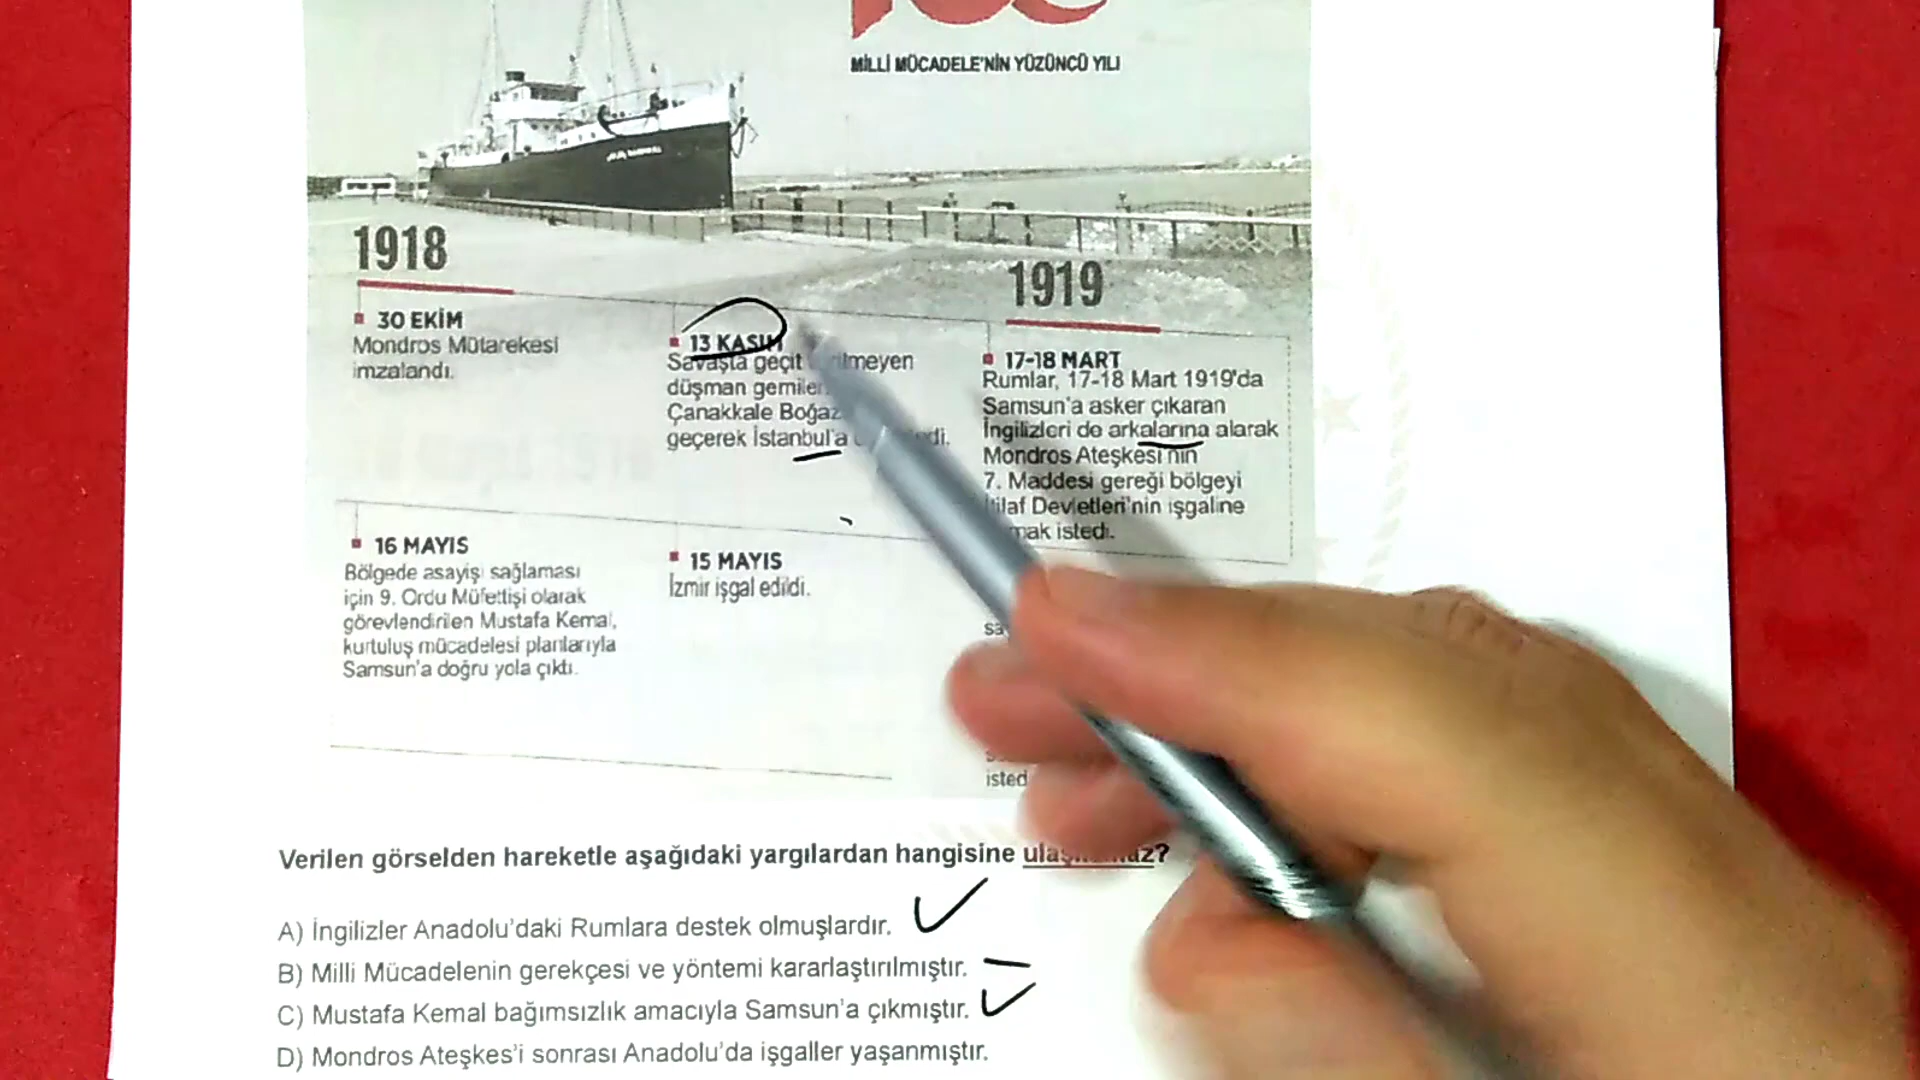 MİLLİ MÜCADELE'NİN YÜZÜNCÜ YILI
1918
30 EKİM
Mondros Mütarekesi
imzalandı.
13 KASIM
Savaşta geçit
düşman gemiler
Çanakkale Boğaz
geçerek İstanbul'a
1919
17-18 MART
Rumlar, 17-18 Mart 1919'da
Samsun'a asker çıkaran
İngilizleri de arkalarına alarak
Mondros Ateşkesi'nin
7. Maddesi gereği bölgeyi
Devletleri'nin işgaline
istedi.
16 MAYIS
Bölgede asayişi sağlaması
için 9. Ordu Müfettişi olarak
görevlendirilen Mustafa Kemal,
kurtuluş mücadelesi planlarıyla
Samsun'a doğru yola çıktı.
15 MAYIS
İzmir işgal edildi.
Verilen görselden hareketle aşağıdaki yargılardan hangisine ulaşılamaz?
A) İngilizler Anadolu'daki Rumlara destek olmuşlardır.
B) Milli Mücadelenin gerekçesi ve yöntemi kararlaştırılmıştır.
C) Mustafa Kemal bağımsızlık amacıyla Samsun'a çıkmıştır.
D) Mondros Ateşkes'i sonrası Anadolu'da işgaller yaşanmıştır.